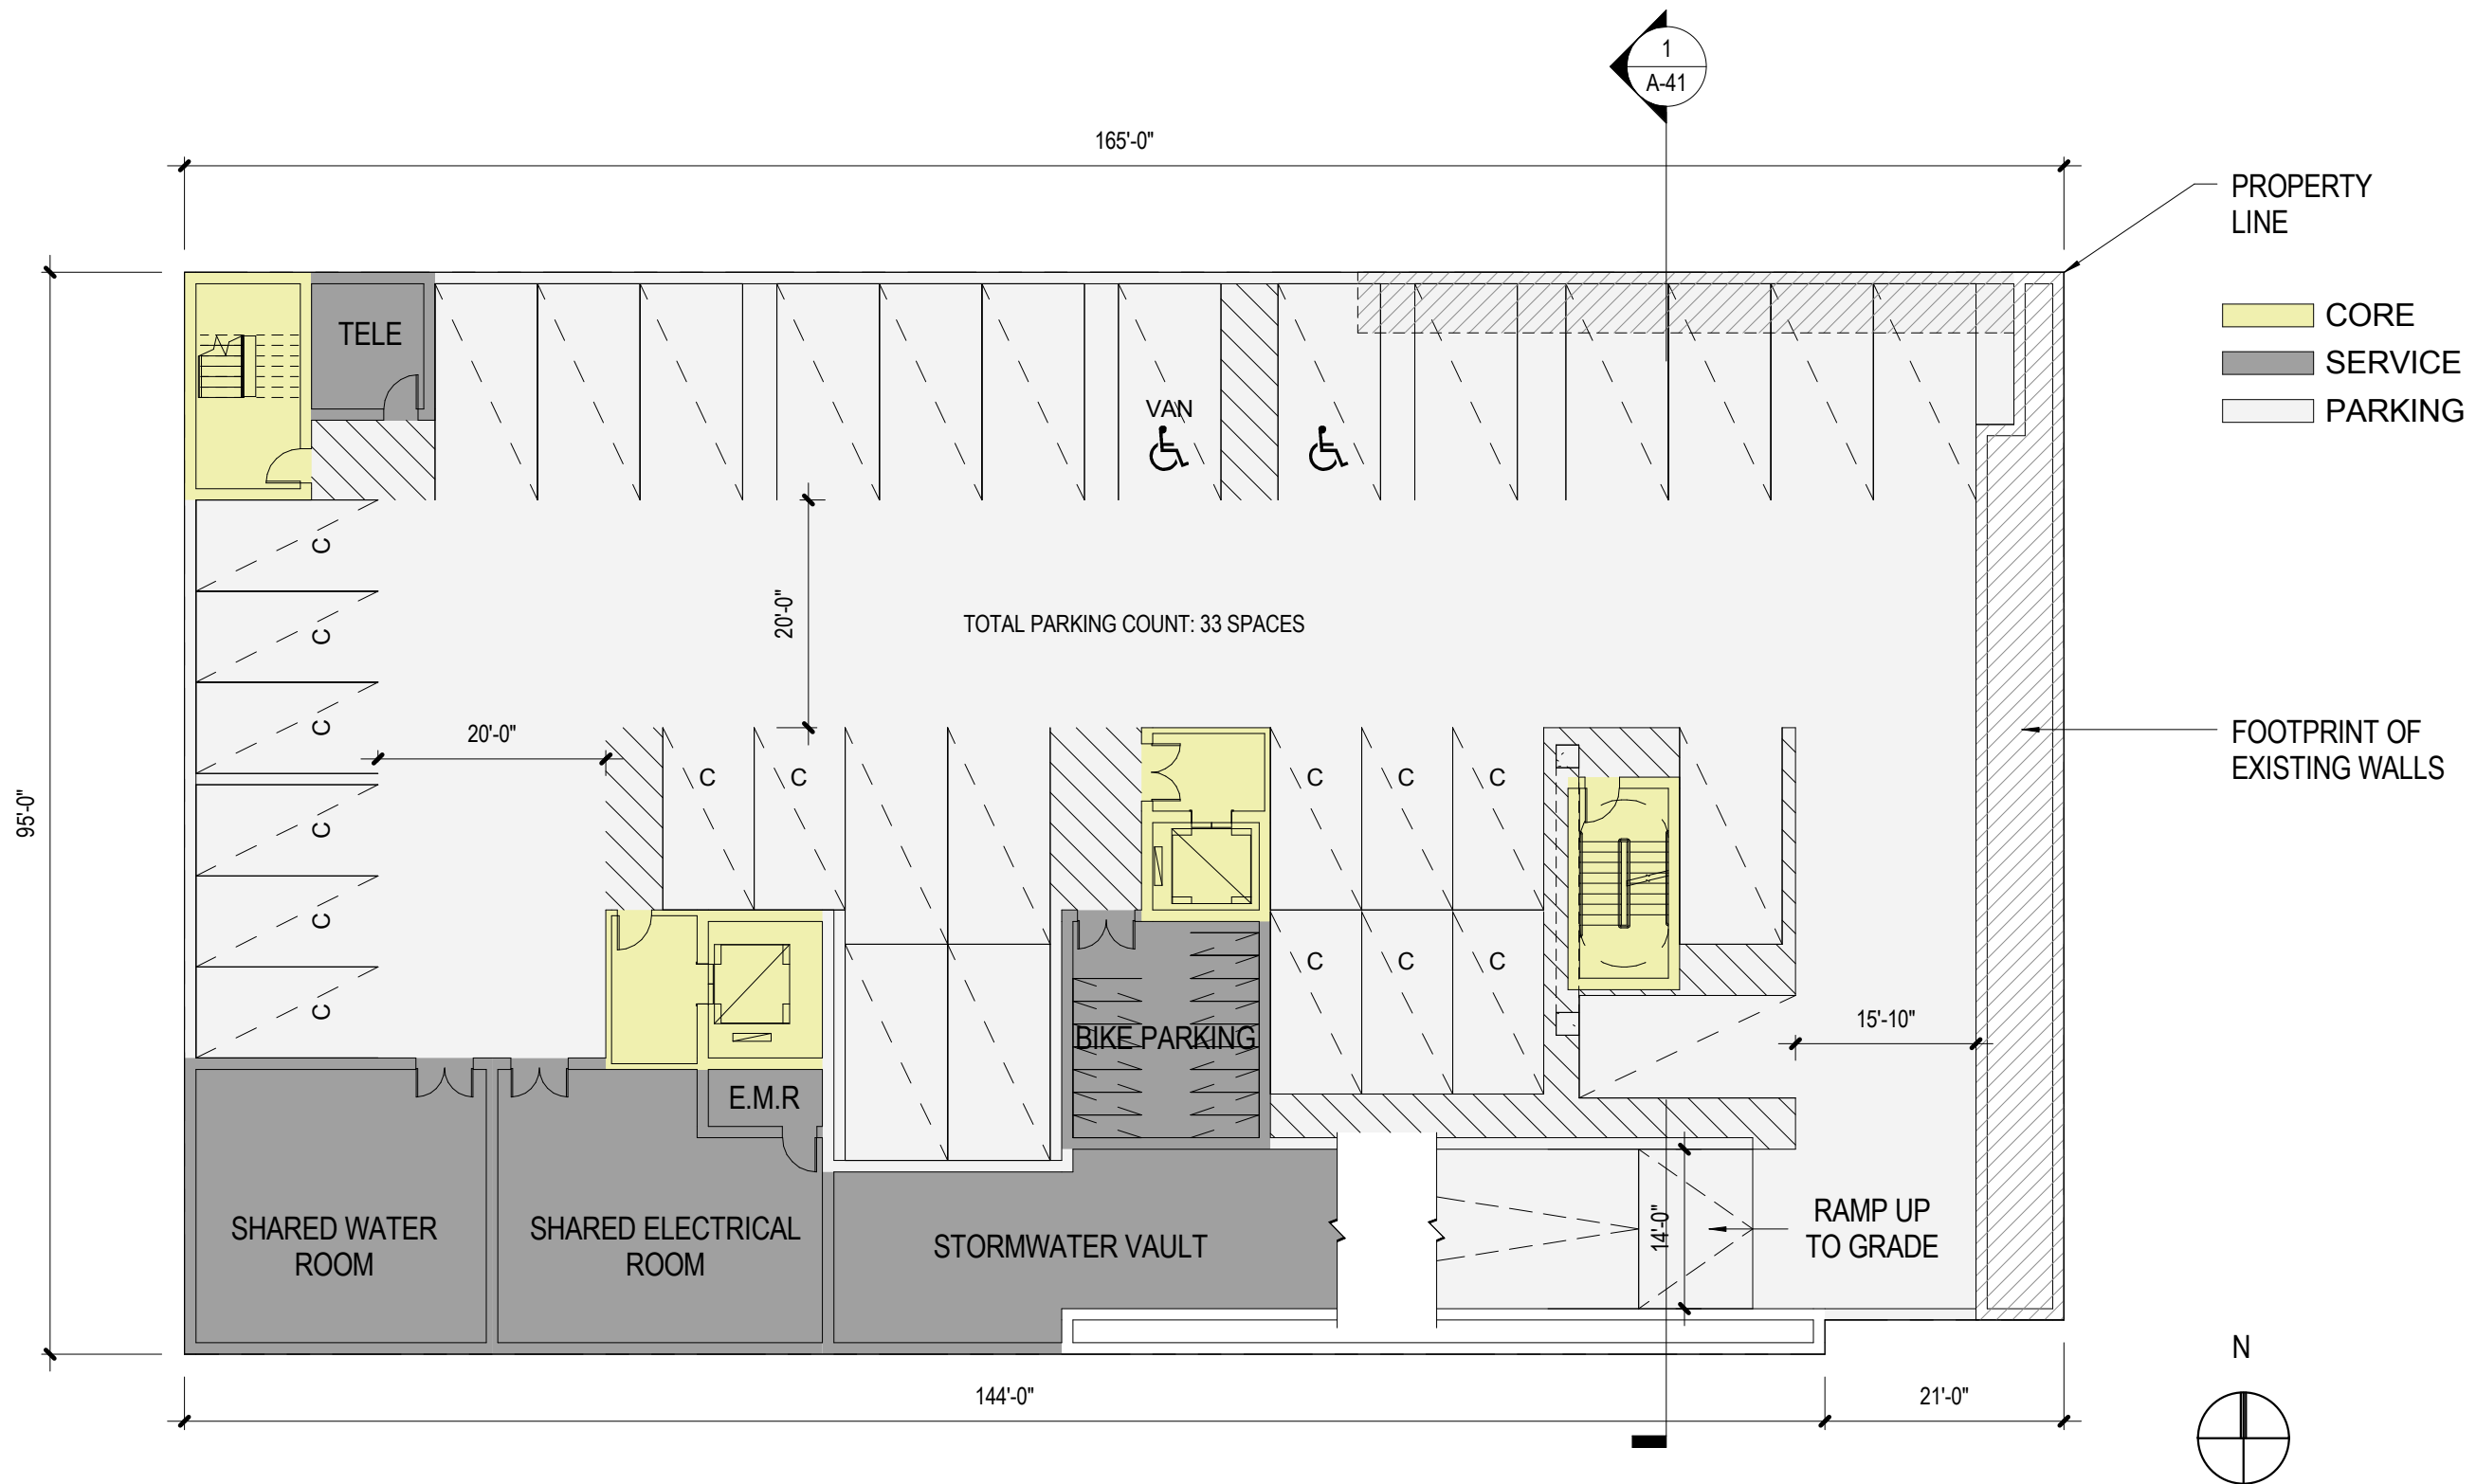 1
A-41
165'-0"
PROPERTY
LINE
CORE
SERVICE
PARKING
TELE
VAN
C
C
C
C
C
C
20'-0"
TOTAL PARKING COUNT: 33 SPACES
20'-0"
FOOTPRINT OF
EXISTING WALLS
95'-0"
C
C
C
C
C
C
C
C
15'-10"
BIKE PARKING
E.M.R
SHARED WATER
ROOM
SHARED ELECTRICAL
ROOM
STORMWATER VAULT
14'-0"
RAMP UP
TO GRADE
N
144'-0"
21'-0"